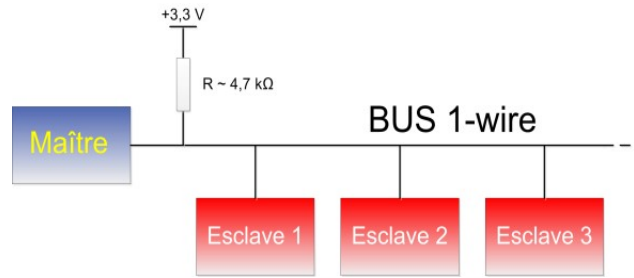 +3,3 V
R ~ 4,7 kΩ
BUS 1-wire
Maître
Esclave 1
Esclave 2
Esclave 3